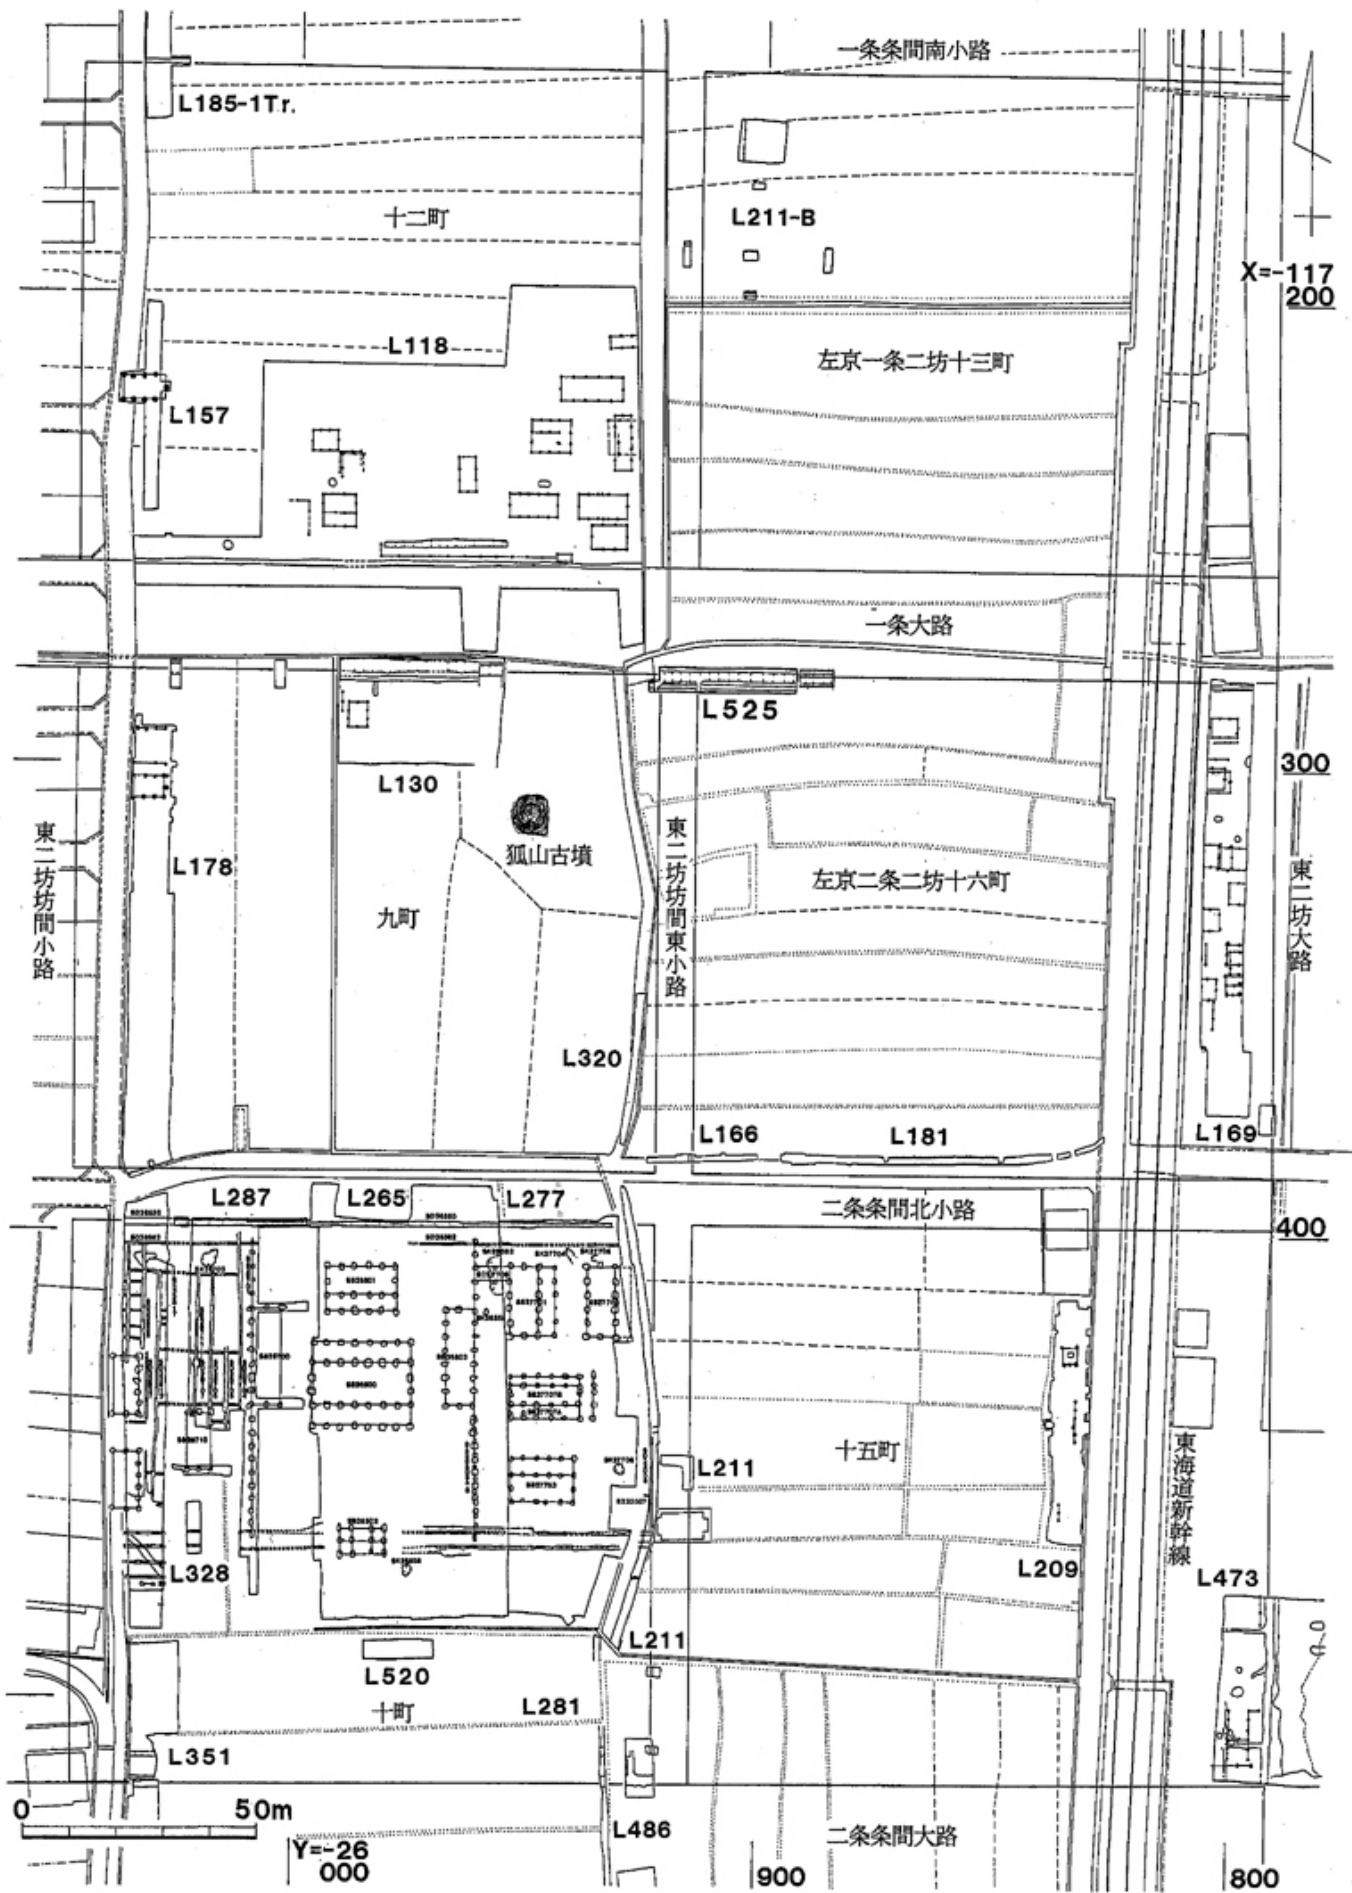 一条条間南小路
L185-1Tr.
十二町
L211-B
X=-117
200
L118
左京一条二坊十三町
L157
一条大路
L525
300
L130
東二坊坊間小路
L178
狐山古墳
九町
東二坊坊間東小路
左京二条二坊十六町
東二坊大路
L320
L166
L181
L169
L287
L265
L277
二条条間北小路
400
十五町
L211
東海道新幹線
L328
L209
L473
L211
L520
十町
L281
L351
0
50m
L486
二条条間大路
Y=-26
000
900
800